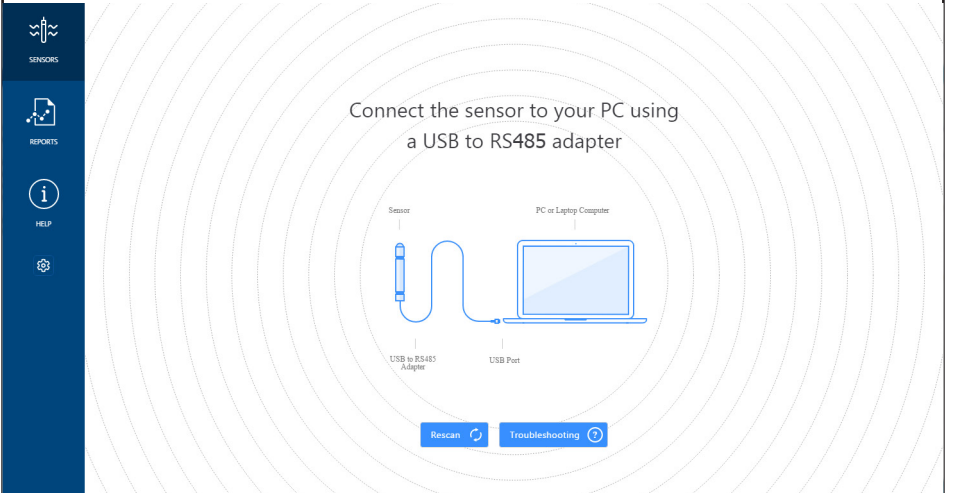 SENSORS
REPORTS
HELP
Connect the sensor to your PC using
a USB to RS485 adapter
Sensor
PC or Laptop Computer
USB to RS485
Adapter
USB Port
Rescan
Troubleshooting ?